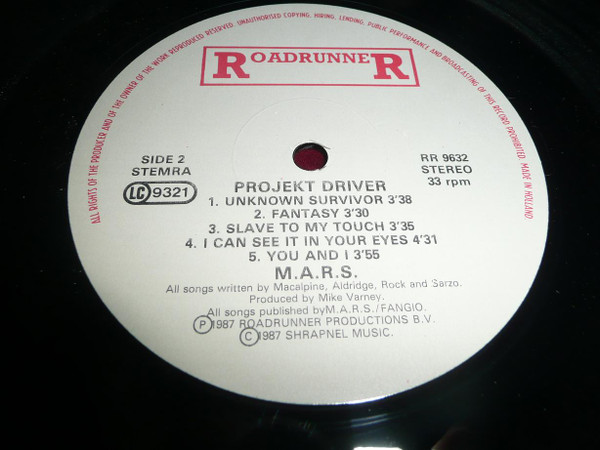 ALL RIGHTS OF THE PRODUCER AND OF THE OWNER OF THE WORK REPRODUCED RESERVED. UNAUTHORISED COPYING, HIRING, LENDING, PUBLIC PERFORMANCE AND BROADCASTING OF THIS RECORD PROHIBITED. MADE IN HOLLAND
ROADRUNNER
SIDE 2
STEMRA
LC 9321
RR 9632
STEREO
33 rpm
PROJEKT DRIVER
1. UNKNOWN SURVIVOR 3'38
2. FANTASY 3'30
3. SLAVE TO MY TOUCH 3'35
4. I CAN SEE IT IN YOUR EYES 4'31
5. YOU AND I 3'55
M.A.R.S.
All songs written by Macalpine, Aldridge, Rock and Sarzo.
Produced by Mike Varney.
All songs published by M.A.R.S./FANGIO.
Ⓟ 1987 ROADRUNNER PRODUCTIONS B.V.
© 1987 SHRAPNEL MUSIC.